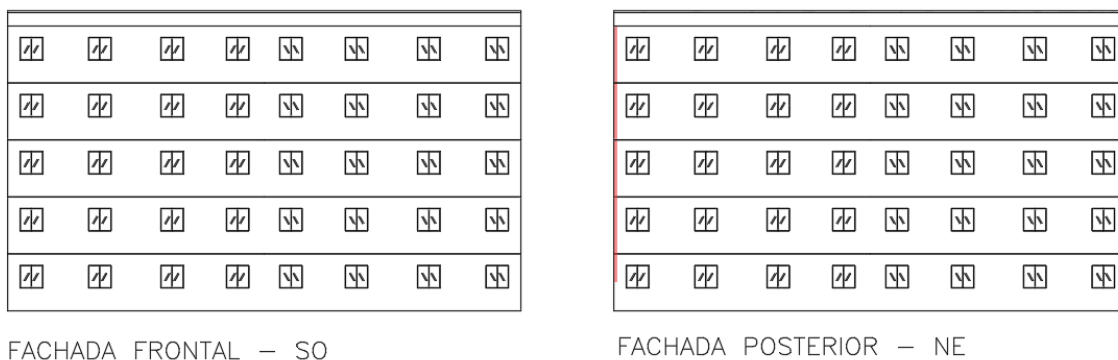 FACHADA FRONTAL – SO
FACHADA POSTERIOR – NE